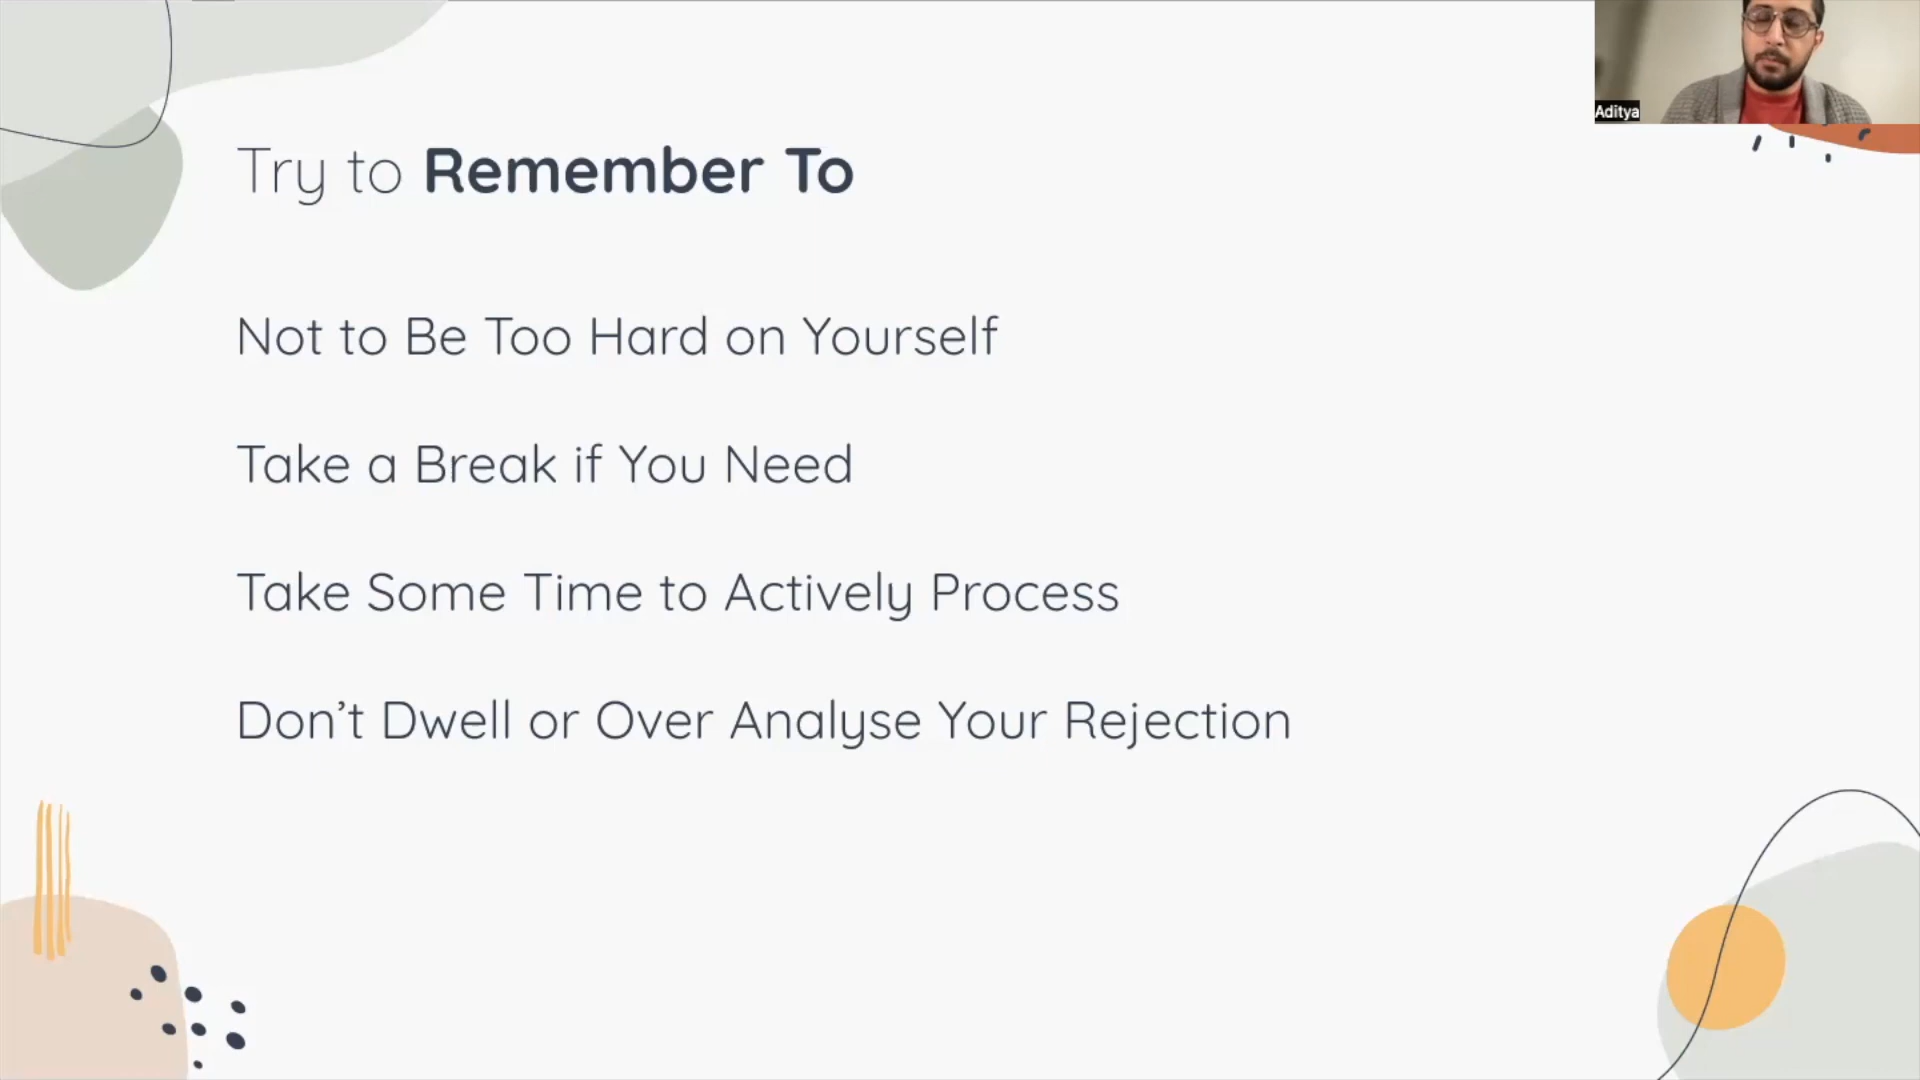 Aditya
Try to Remember To
Not to Be Too Hard on Yourself
Take a Break if You Need
Take Some Time to Actively Process
Don’t Dwell or Over Analyse Your Rejection